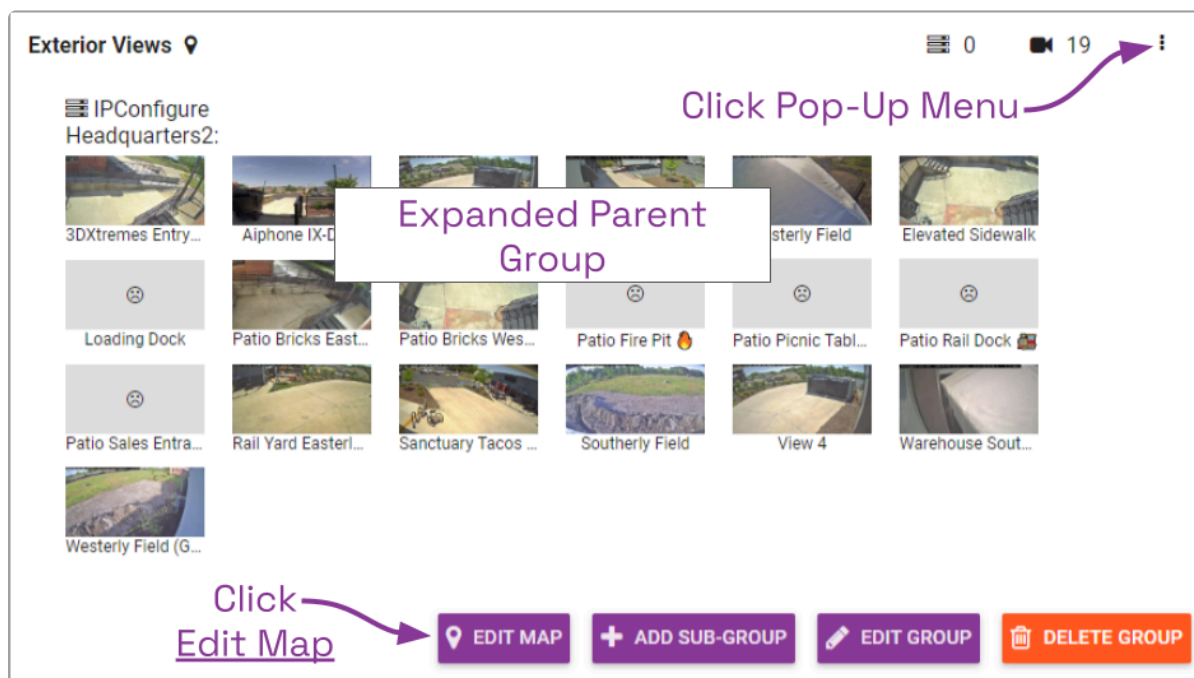 Exterior Views
0
19
Click Pop-Up Menu
IPConfigure
Headquarters2:
Expanded Parent
Group
3DXtremes Entry...
Aiphone IX-D
sterly Field
Elevated Sidewalk
Loading Dock
Patio Bricks East...
Patio Bricks Wes...
Patio Fire Pit 🔥
Patio Picnic Tabl...
Patio Rail Dock 🚂
Patio Sales Entra...
Rail Yard Easterl...
Sanctuary Tacos ...
Southerly Field
View 4
Warehouse Sout...
Westerly Field (G...
Click
Edit Map
EDIT MAP
ADD SUB-GROUP
EDIT GROUP
DELETE GROUP